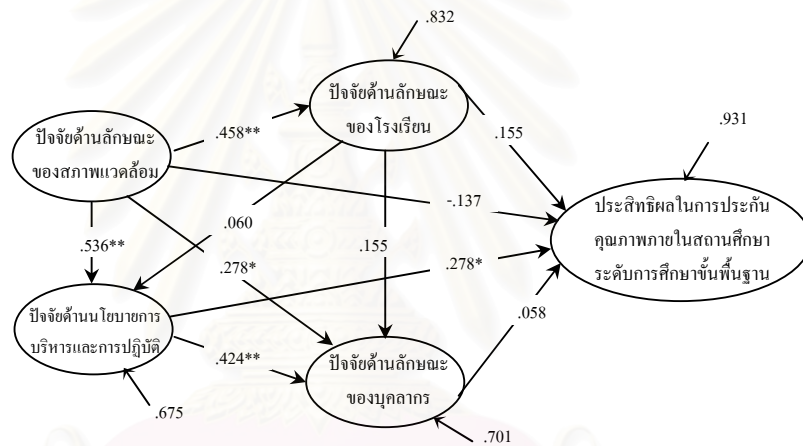 .832
ปัจจัยด้านลักษณะ
ของโรงเรียน
.931
ปัจจัยด้านลักษณะ
ของสภาพแวดล้อม
.458**
.155
-.137
ประสิทธิผลในการประกัน
คุณภาพภายในสถานศึกษา
ระดับการศึกษาขั้นพื้นฐาน
.536**
.060
.155
.278*
.278*
ปัจจัยด้านนโยบายการ
บริหารและการปฏิบัติ
.058
.424**
ปัจจัยด้านลักษณะ
ของบุคลากร
.675
.701